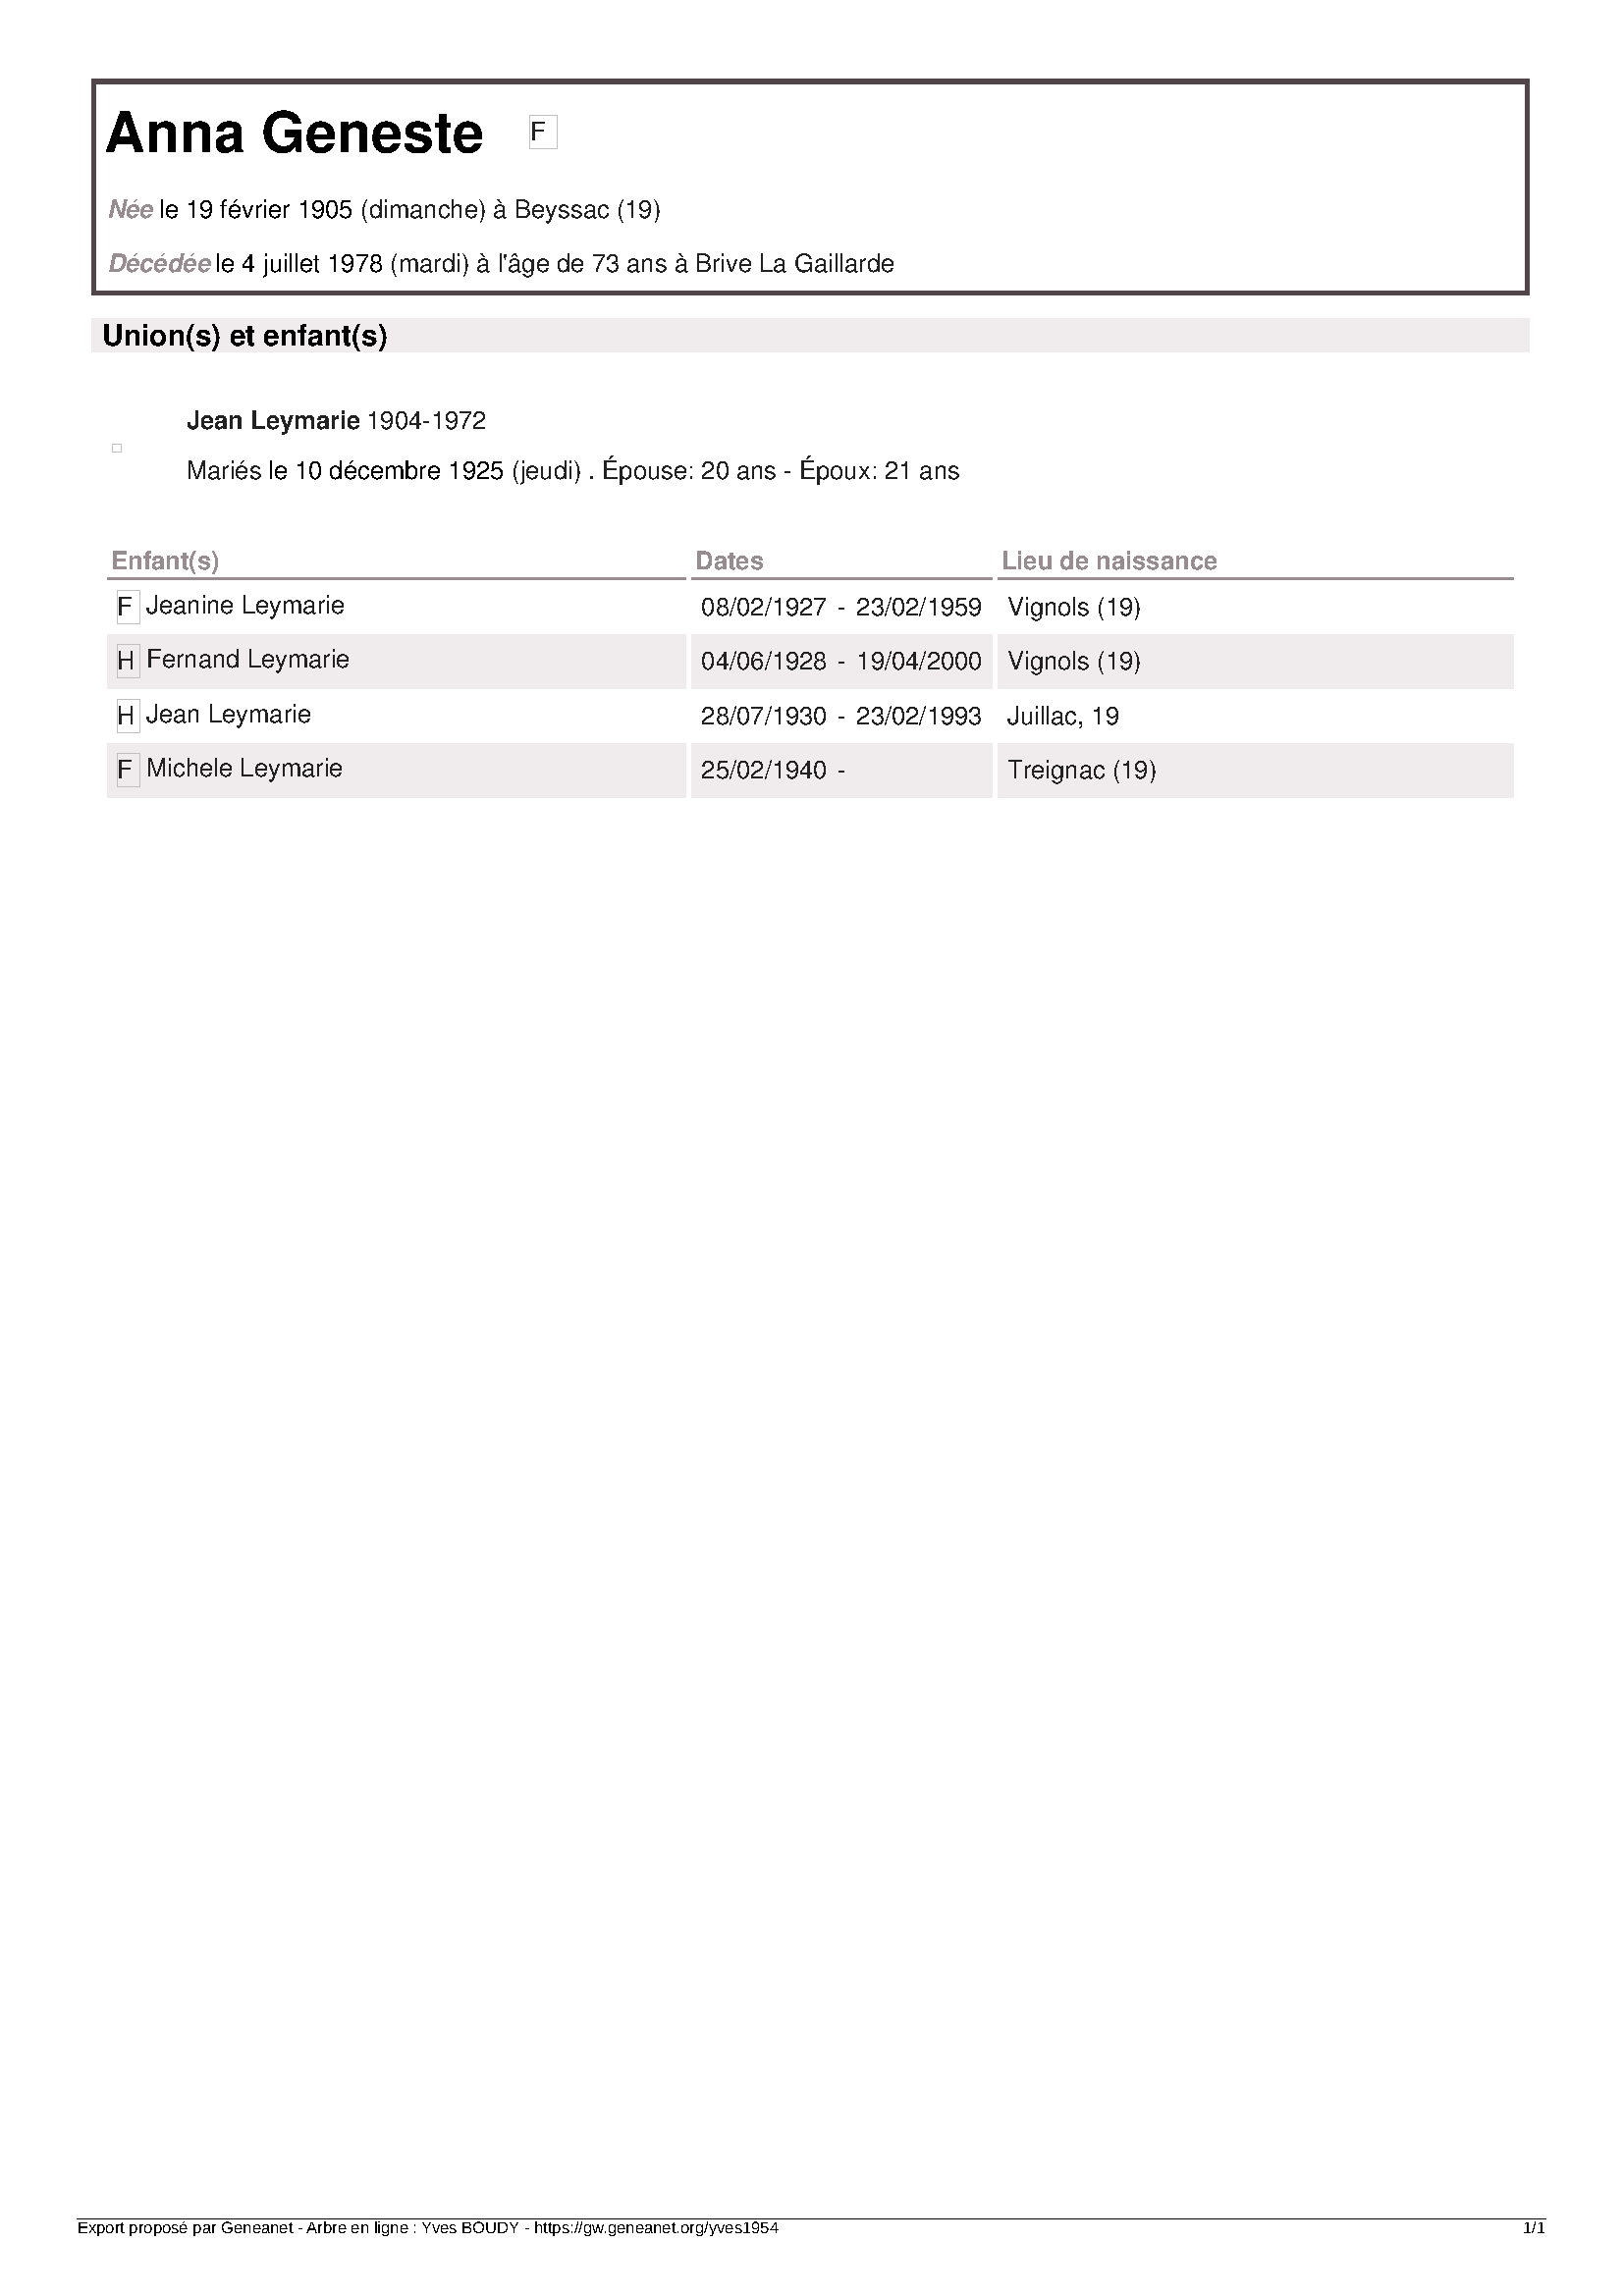 Anna Geneste F
Née le 19 février 1905 (dimanche) à Beyssac (19)
Décédée le 4 juillet 1978 (mardi) à l'âge de 73 ans à Brive La Gaillarde
Union(s) et enfant(s)
Jean Leymarie 1904-1972
Mariés le 10 décembre 1925 (jeudi) . Épouse: 20 ans - Époux: 21 ans
Enfant(s) Dates Lieu de naissance
F Jeanine Leymarie 08/02/1927 - 23/02/1959 Vignols (19)
H Fernand Leymarie 04/06/1928 - 19/04/2000 Vignols (19)
H Jean Leymarie 28/07/1930 - 23/02/1993 Juillac, 19
F Michele Leymarie 25/02/1940 - Treignac (19)
Export proposé par Geneanet - Arbre en ligne : Yves BOUDY - https://gw.geneanet.org/yves1954 1/1